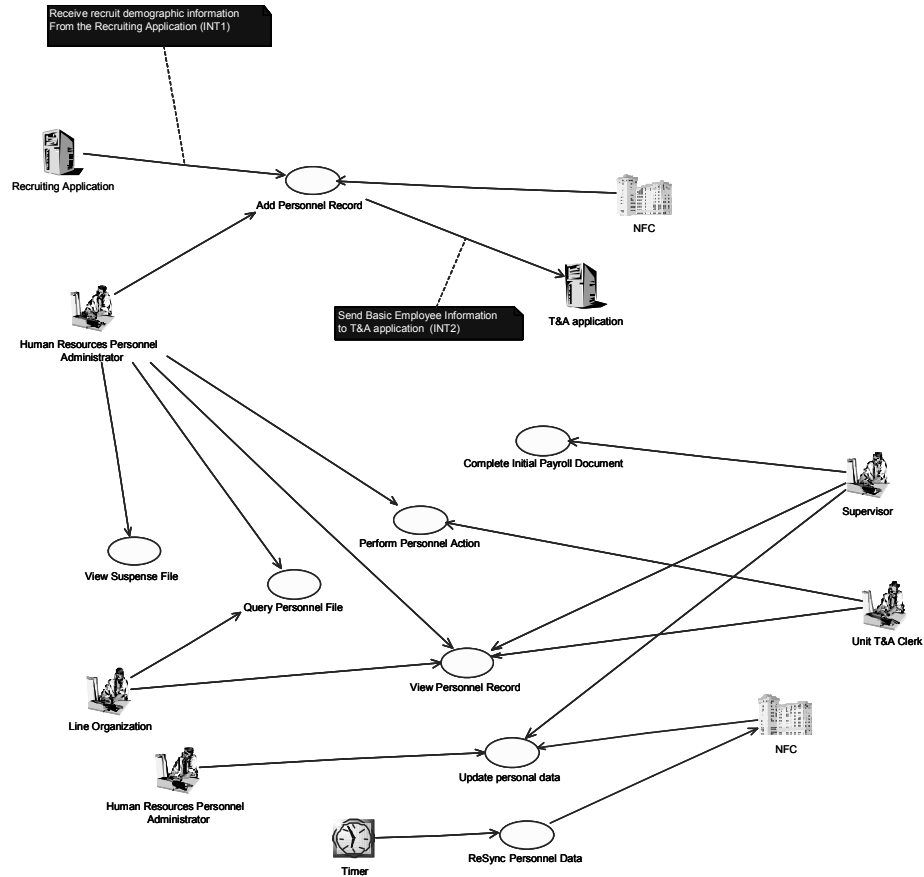 Receive recruit demographic information
From the Recruiting Application (INT1)
Recruiting Application
Add Personnel Record
NFC
Send Basic Employee Information
to T&A application  (INT2)
T&A application
Human Resources Personnel
Administrator
Complete Initial Payroll Document
Supervisor
Perform Personnel Action
View Suspense File
Query Personnel File
Unit T&A Clerk
View Personnel Record
Line Organization
NFC
Update personal data
Human Resources Personnel
Administrator
ReSync Personnel Data
Timer